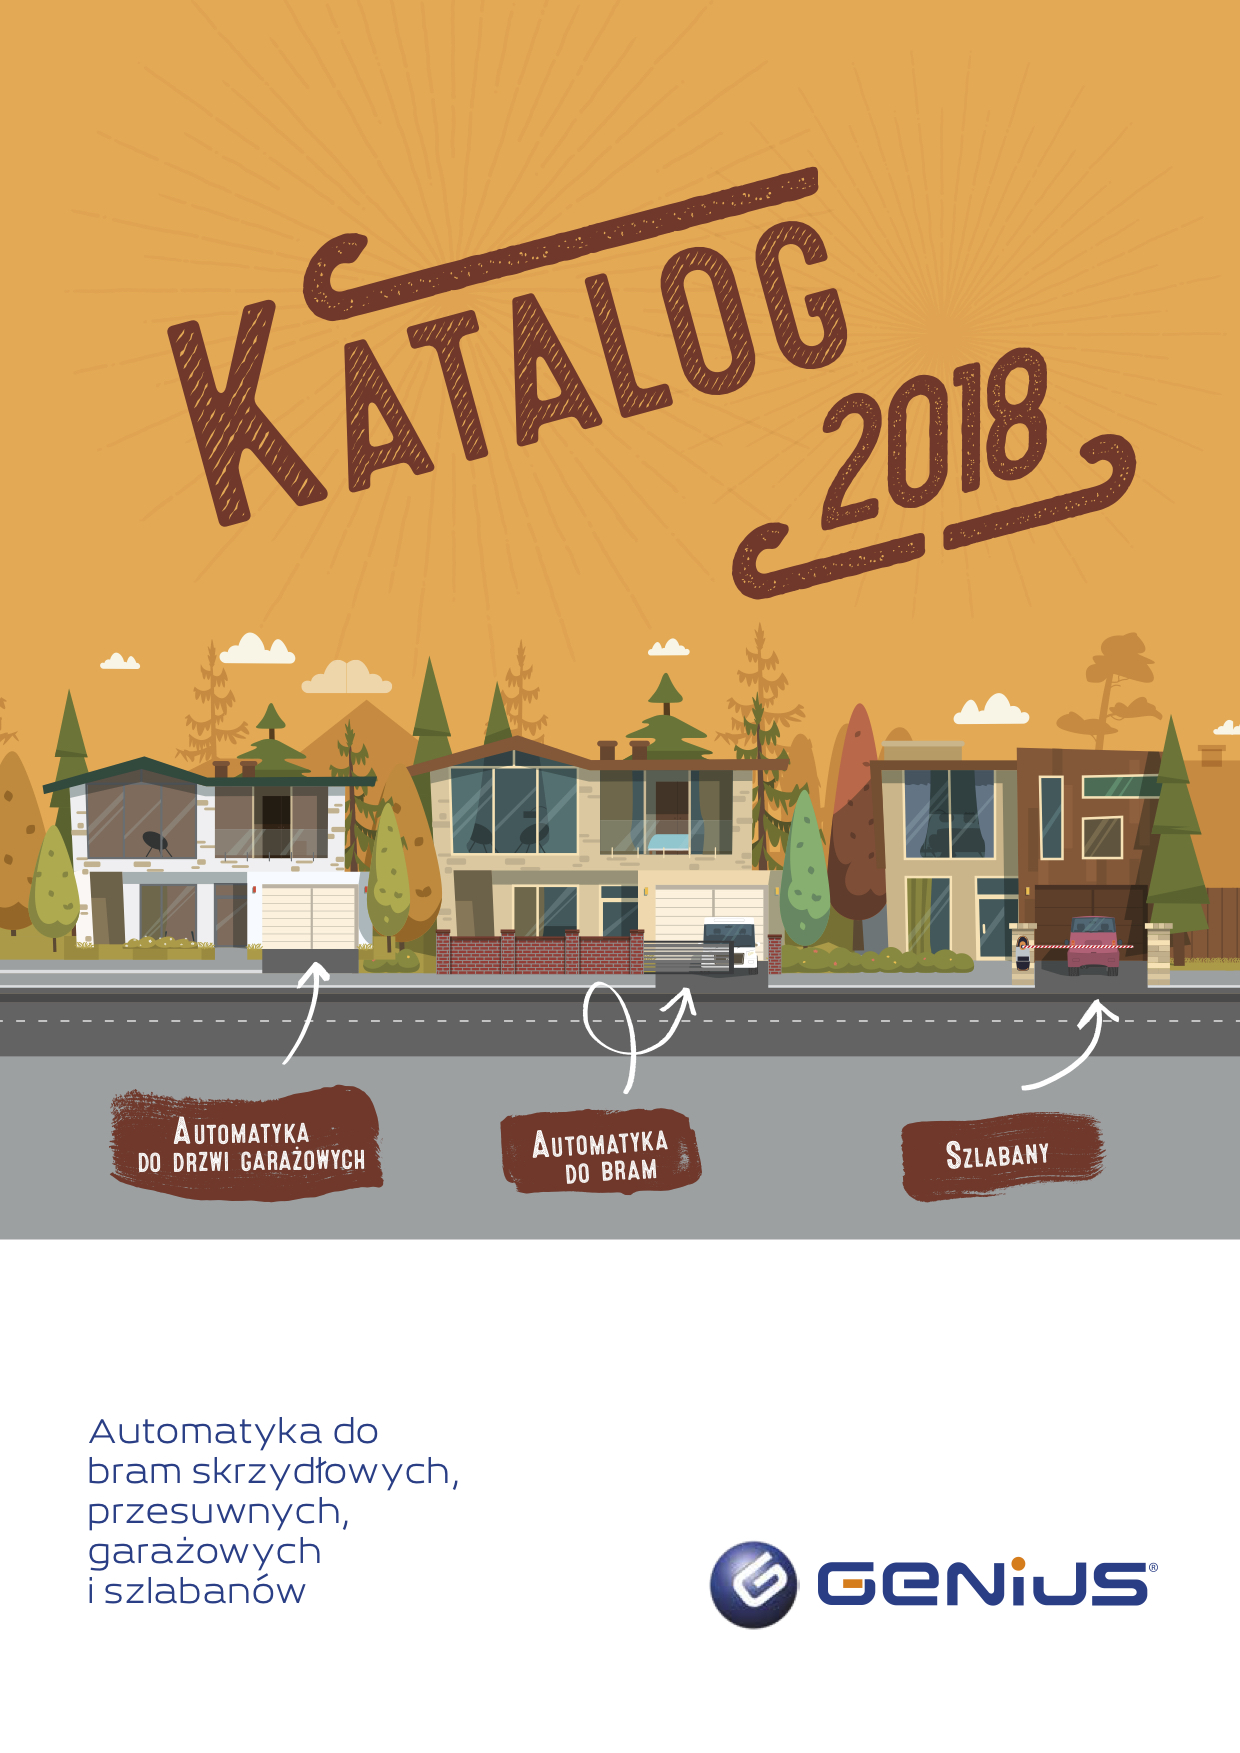 KATALOG
2018
AUTOMATYKA
DO DRZWI GARAŻOWYCH
AUTOMATYKA
DO BRAM
SZLABANY
Automatyka do
bram skrzydłowych,
przesuwnych,
garażowych
i szlabanów
G GENiUS®